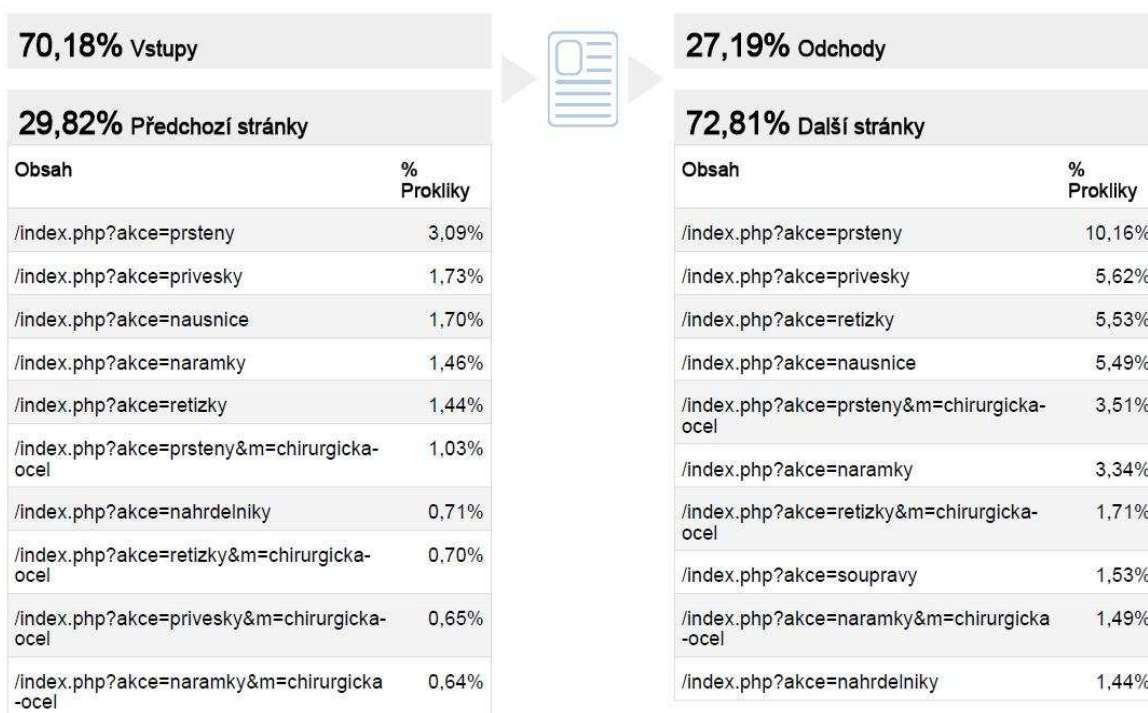 70,18% Vstupy
29,82% Předchozí stránky
Obsah %
Prokliky
/index.php?akce=prsteny 3,09%
/index.php?akce=privesky 1,73%
/index.php?akce=nausnice 1,70%
/index.php?akce=naramky 1,46%
/index.php?akce=retizky 1,44%
/index.php?akce=prsteny&m=chirurgicka- 1,03%
ocel
/index.php?akce=nahrdelniky 0,71%
/index.php?akce=retizky&m=chirurgicka- 0,70%
ocel
/index.php?akce=privesky&m=chirurgicka- 0,65%
ocel
/index.php?akce=naramky&m=chirurgicka 0,64%
-ocel
27,19% Odchody
72,81% Další stránky
Obsah %
Prokliky
/index.php?akce=prsteny 10,16%
/index.php?akce=privesky 5,62%
/index.php?akce=retizky 5,53%
/index.php?akce=nausnice 5,49%
/index.php?akce=prsteny&m=chirurgicka- 3,51%
ocel
/index.php?akce=naramky 3,34%
/index.php?akce=retizky&m=chirurgicka- 1,71%
ocel
/index.php?akce=soupravy 1,53%
/index.php?akce=naramky&m=chirurgicka 1,49%
-ocel
/index.php?akce=nahrdelniky 1,44%